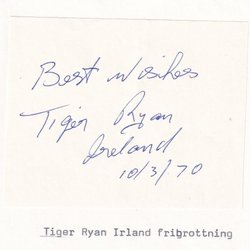 Best Wishes
Tiger Ryan
Ireland
10/3/70
Tiger Ryan Irland fribrottning